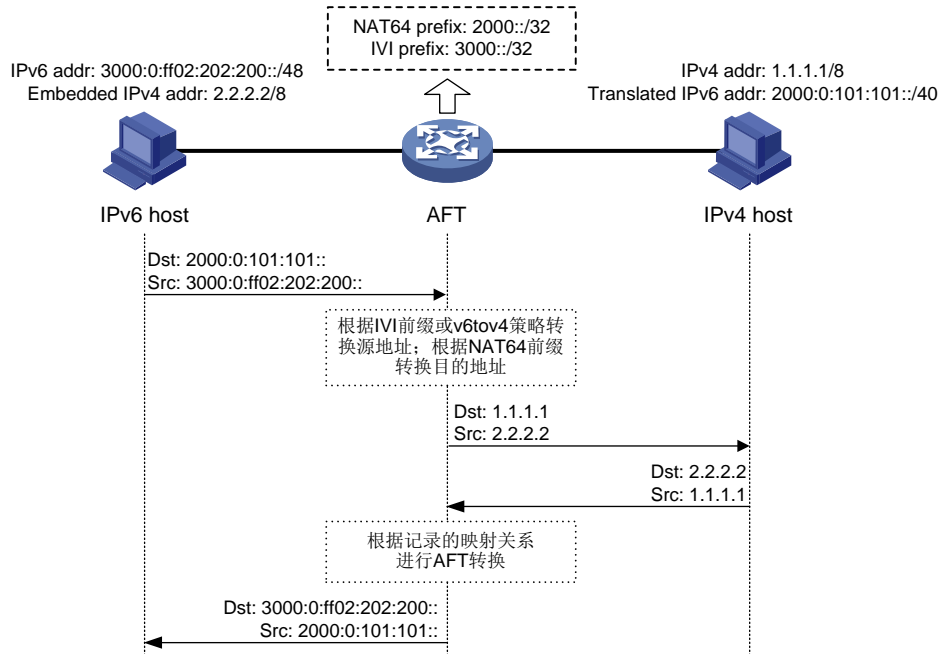 NAT64 prefix: 2000::/32
IVI prefix: 3000::/32
IPv6 addr: 3000:0:ff02:202:200::/48
Embedded IPv4 addr: 2.2.2.2/8
IPv4 addr: 1.1.1.1/8
Translated IPv6 addr: 2000:0:101:101::/40
IPv6 host
AFT
IPv4 host
Dst: 2000:0:101:101::
Src: 3000:0:ff02:202:200::
根据IVI前缀或v6tov4策略转
换源地址；根据NAT64前缀
转换目的地址
Dst: 1.1.1.1
Src: 2.2.2.2
Dst: 2.2.2.2
Src: 1.1.1.1
根据记录的映射关系
进行AFT转换
Dst: 3000:0:ff02:202:200::
Src: 2000:0:101:101::